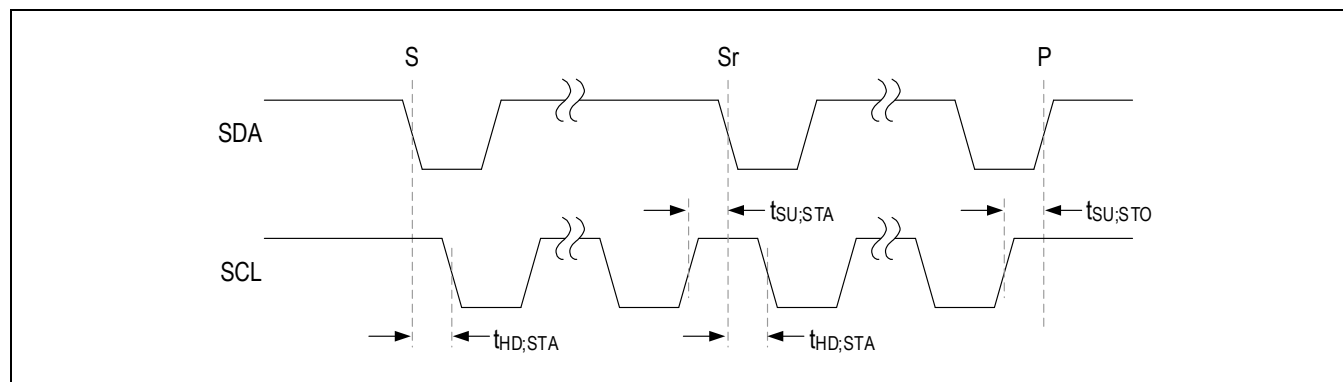 S Sr P
SDA
tSU;STA tSU;STO
SCL
tHD;STA tHD;STA